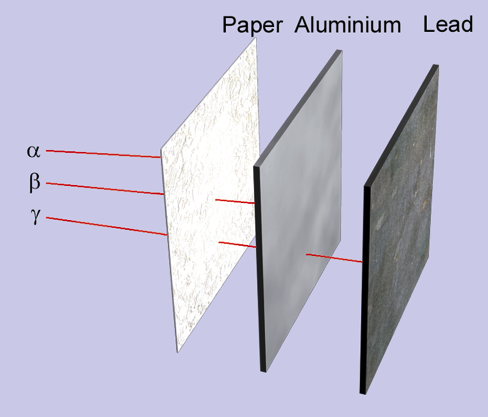 Paper Aluminium Lead
α
β
γ